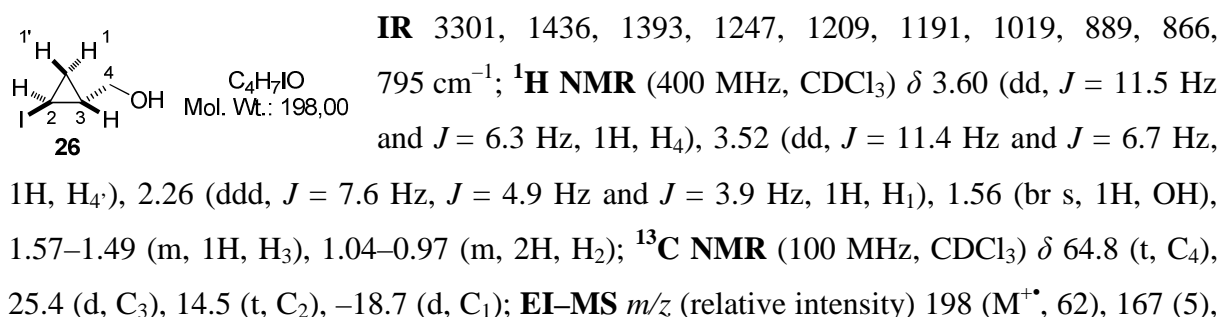 IR 3301, 1436, 1393, 1247, 1209, 1191, 1019, 889, 866,
1' H H 1
4
H OH
I 2 3 H
26
C₄H₇IO
Mol. Wt.: 198,00
795 cm⁻¹; ¹H NMR (400 MHz, CDCl₃) δ 3.60 (dd, J = 11.5 Hz
and J = 6.3 Hz, 1H, H₄), 3.52 (dd, J = 11.4 Hz and J = 6.7 Hz,
1H, H₄'), 2.26 (ddd, J = 7.6 Hz, J = 4.9 Hz and J = 3.9 Hz, 1H, H₁), 1.56 (br s, 1H, OH),
1.57–1.49 (m, 1H, H₃), 1.04–0.97 (m, 2H, H₂); ¹³C NMR (100 MHz, CDCl₃) δ 64.8 (t, C₄),
25.4 (d, C₃), 14.5 (t, C₂), –18.7 (d, C₁); EI–MS m/z (relative intensity) 198 (M⁺•, 62), 167 (5),